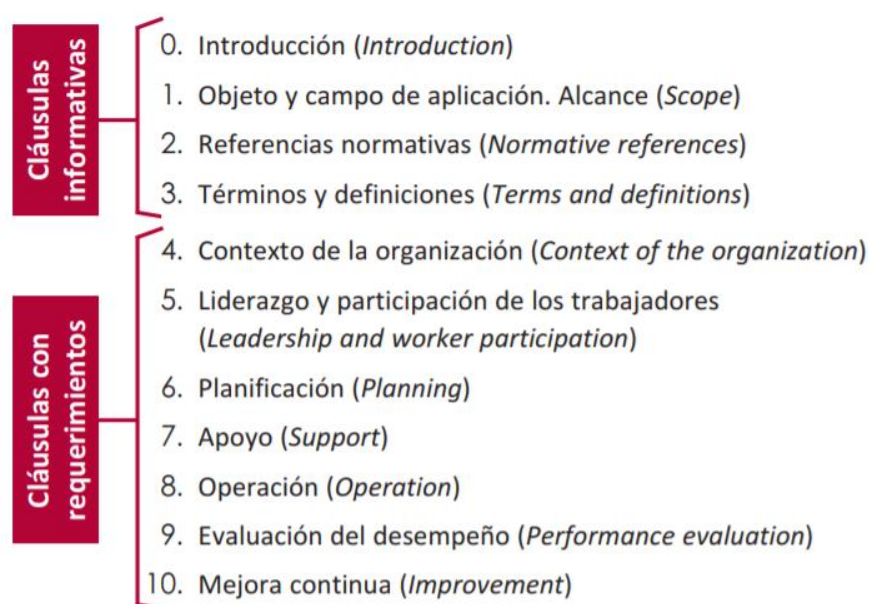 Cláusulas
informativas
0. Introducción (Introduction)
1. Objeto y campo de aplicación. Alcance (Scope)
2. Referencias normativas (Normative references)
3. Términos y definiciones (Terms and definitions)
Cláusulas con
requerimientos
4. Contexto de la organización (Context of the organization)
5. Liderazgo y participación de los trabajadores
(Leadership and worker participation)
6. Planificación (Planning)
7. Apoyo (Support)
8. Operación (Operation)
9. Evaluación del desempeño (Performance evaluation)
10. Mejora continua (Improvement)